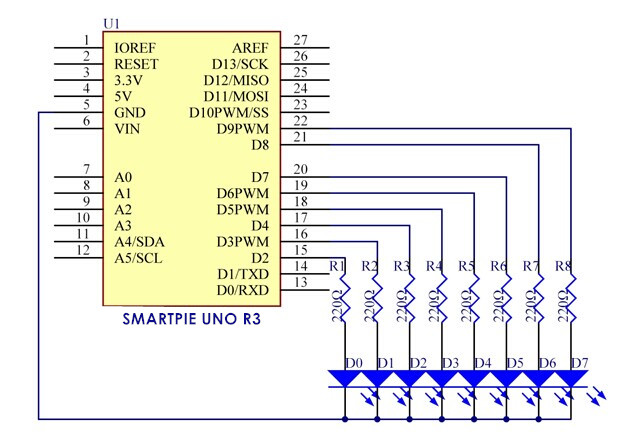 U1
1 IOREF AREF 27
2 RESET D13/SCK 26
3 3.3V D12/MISO 25
4 5V D11/MOSI 24
5 GND D10PWM/SS 23
6 VIN D9PWM 22
D8 21
7 A0 D7 20
8 A1 D6PWM 19
9 A2 D5PWM 18
10 A3 D4 17
11 A4/SDA D3PWM 16
12 A5/SCL D2 15
D1/TXD 14
D0/RXD 13
SMARTPIE UNO R3
R1 R2 R3 R4 R5 R6 R7 R8
220Ω 220Ω 220Ω 220Ω 220Ω 220Ω 220Ω 220Ω
D0 D1 D2 D3 D4 D5 D6 D7